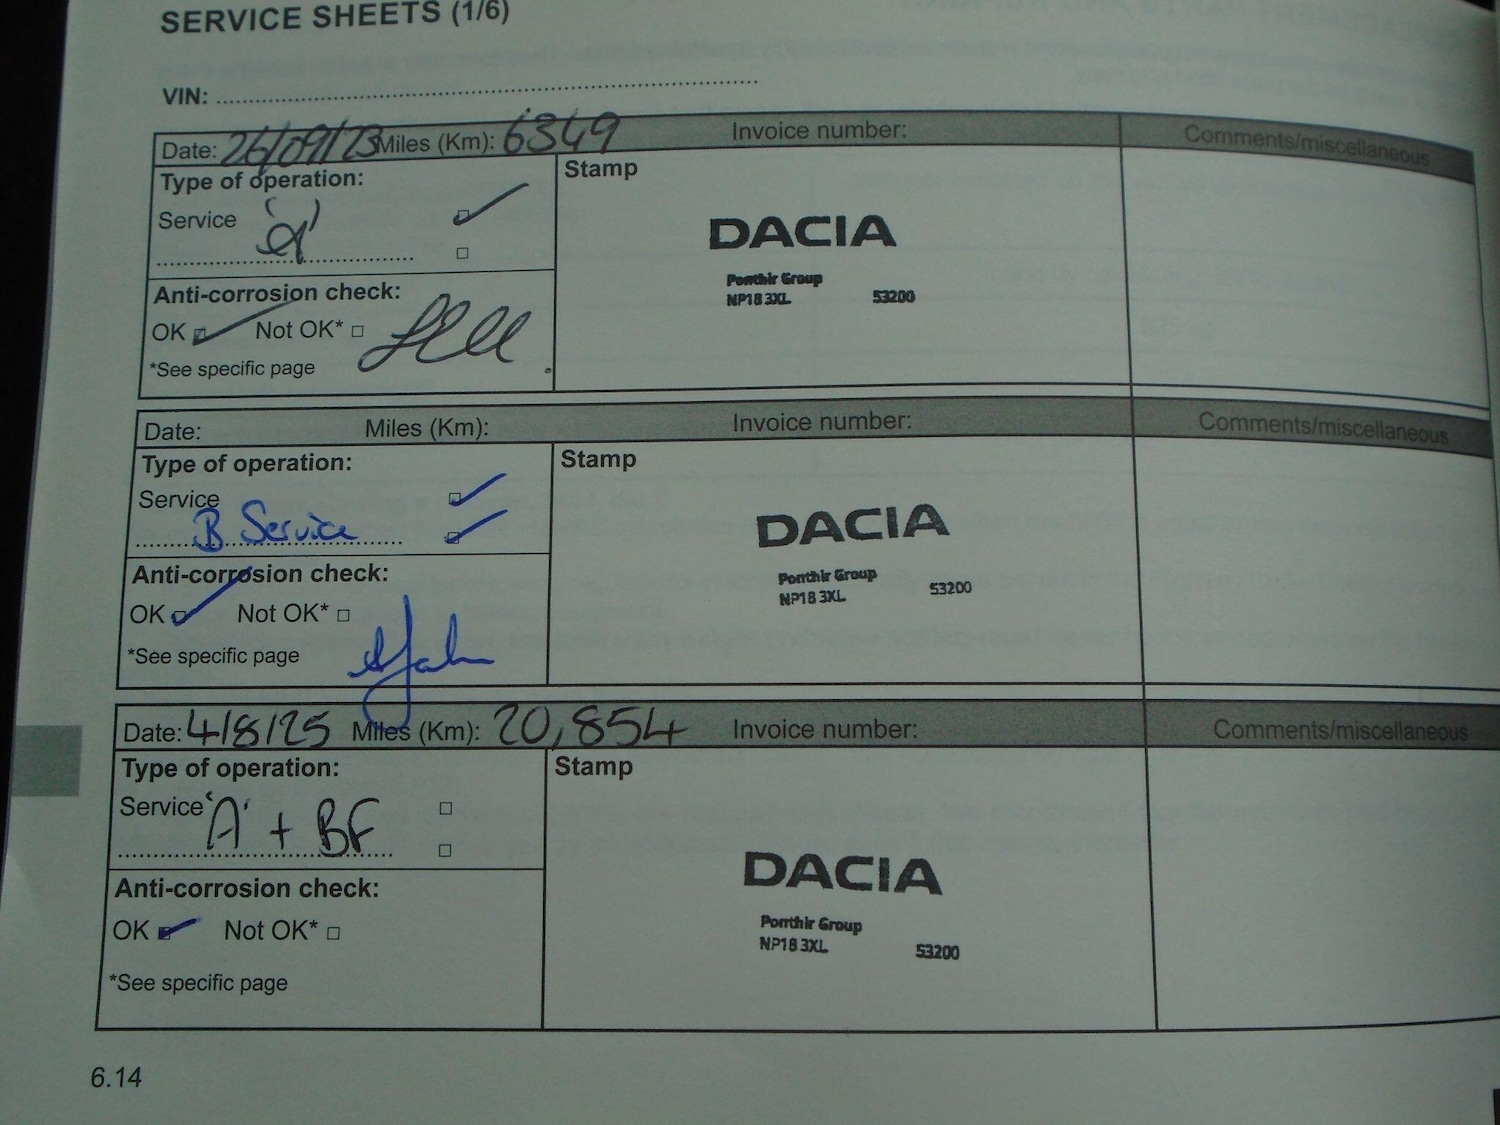 SERVICE SHEETS (1/6)
VIN: ........................................
Date: 26/09/23 Miles (Km): 6349 Invoice number: Comments/miscellaneous
Type of operation: Stamp
Service 'A'
DACIA
Ponthir Group
NP18 3XL 53200
Anti-corrosion check:
OK Not OK*
*See specific page
Date: Miles (Km): Invoice number: Comments/miscellaneous
Type of operation: Stamp
Service
B Service
DACIA
Ponthir Group
NP18 3XL 53200
Anti-corrosion check:
OK Not OK*
*See specific page
Date: 4/8/25 Miles (Km): 20,854 Invoice number: Comments/miscellaneous
Type of operation: Stamp
Service 'A' + BF
DACIA
Ponthir Group
NP18 3XL 53200
Anti-corrosion check:
OK Not OK*
*See specific page
6.14